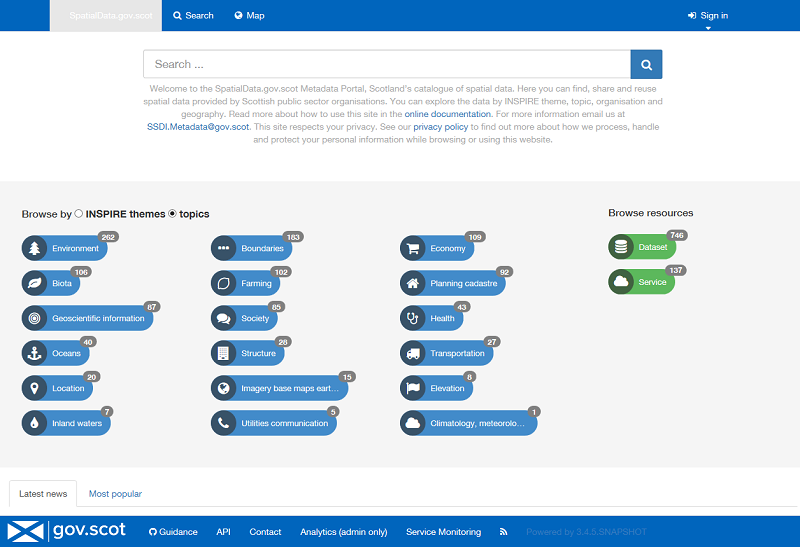 SpatialData.gov.scot Search Map Sign in
Search ...
Welcome to the SpatialData.gov.scot Metadata Portal, Scotland's catalogue of spatial data. Here you can find, share and reuse
spatial data provided by Scottish public sector organisations. You can explore the data by INSPIRE theme, topic, organisation and
geography. Read more about how to use this site in the online documentation. For more information email us at
SSDI.Metadata@gov.scot. This site respects your privacy. See our privacy policy to find out more about how we process, handle
and protect your personal information while browsing or using this website.
Browse by INSPIRE themes topics
Environment 262
Boundaries 183
Economy 109
Biota 106
Farming 102
Planning cadastre 92
Geoscientific information 87
Society 85
Health 43
Oceans 40
Structure 26
Transportation 27
Location 20
Imagery base maps eart... 15
Elevation 8
Inland waters 7
Utilities communication 5
Climatology, meteorolo... 1
Browse resources
Dataset 746
Service 137
Latest news Most popular
gov.scot Guidance API Contact Analytics (admin only) Service Monitoring Powered by 3.4.5.SNAPSHOT